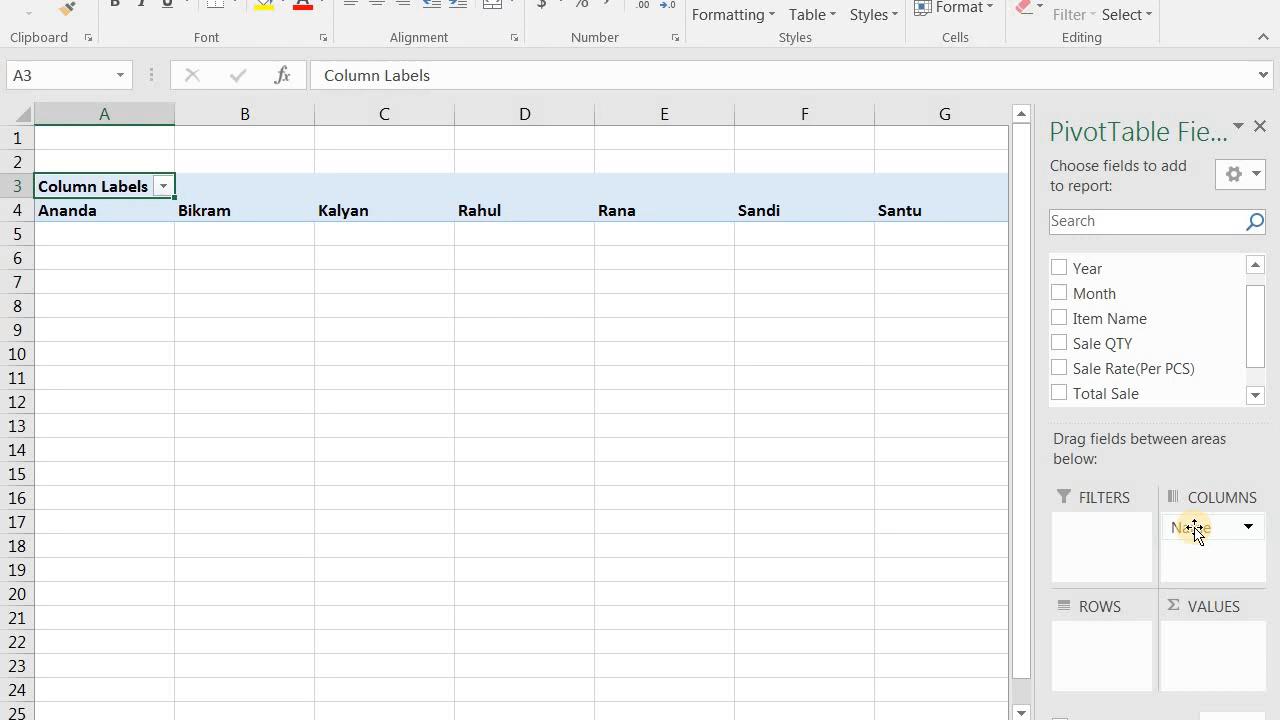 B I U $ % .00 .0
Formatting Table Styles Format Filter Select
Clipboard Font Alignment Number Styles Cells Editing
A3 fx Column Labels
A B C D E F G
1
2
3 Column Labels
4 Ananda Bikram Kalyan Rahul Rana Sandi Santu
5
6
7
8
9
10
11
12
13
14
15
16
17
18
19
20
21
22
23
24
25
PivotTable Fie...
Choose fields to add
to report:
Search
Year
Month
Item Name
Sale QTY
Sale Rate(Per PCS)
Total Sale
Drag fields between areas
below:
FILTERS COLUMNS
Name
ROWS Σ VALUES